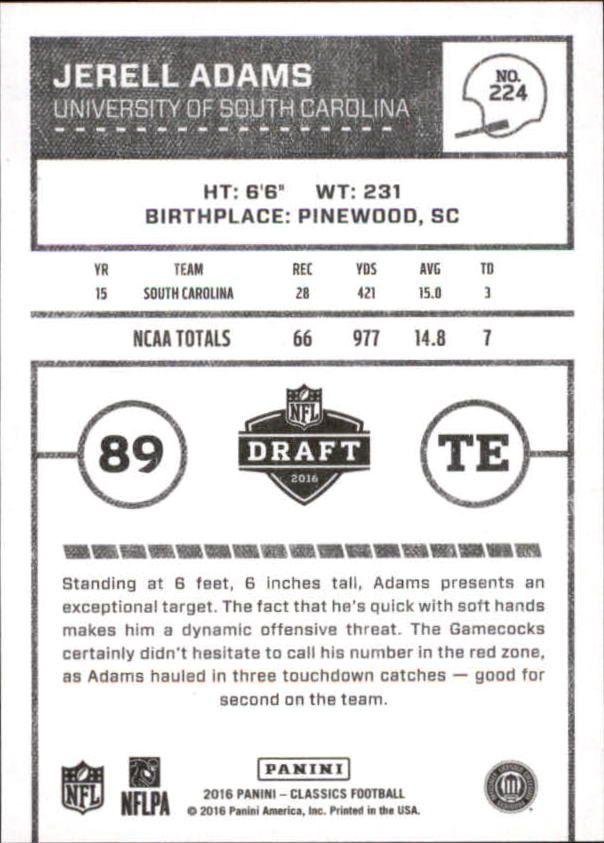 JERELL ADAMS
UNIVERSITY OF SOUTH CAROLINA
NO.
224
HT: 6'6" WT: 231
BIRTHPLACE: PINEWOOD, SC
YR TEAM REC YDS AVG TD
15 SOUTH CAROLINA 28 421 15.0 3
NCAA TOTALS 66 977 14.8 7
89
NFL
DRAFT
2016
TE
Standing at 6 feet, 6 inches tall, Adams presents an
exceptional target. The fact that he's quick with soft hands
makes him a dynamic offensive threat. The Gamecocks
certainly didn't hesitate to call his number in the red zone,
as Adams hauled in three touchdown catches — good for
second on the team.
NFL
NFLPA
PANINI
2016 PANINI – CLASSICS FOOTBALL
© 2016 Panini America, Inc. Printed in the USA.